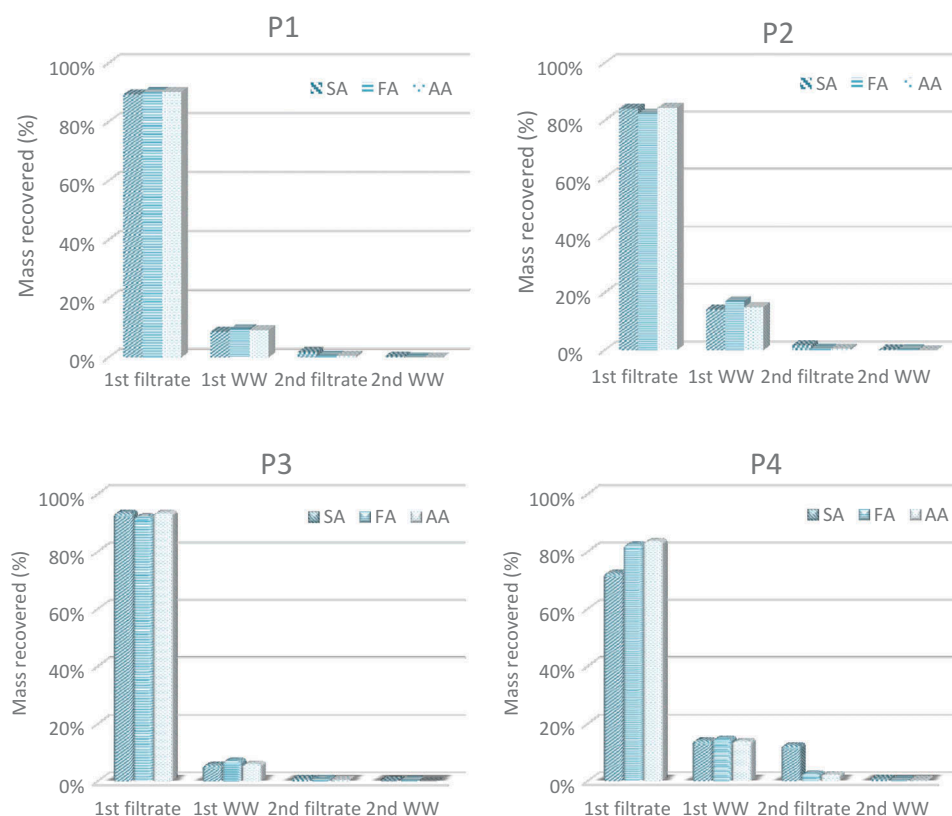 P1
100%
SA FA AA
80%
60%
40%
20%
0%
Mass recovered (%)
1st filtrate 1st WW 2nd filtrate 2nd WW
P2
100%
SA FA AA
80%
60%
40%
20%
0%
Mass recovered (%)
1st filtrate 1st WW 2nd filtrate 2nd WW
P3
100%
SA FA AA
80%
60%
40%
20%
0%
Mass recovered (%)
1st filtrate 1st WW 2nd filtrate 2nd WW
P4
100%
SA FA AA
80%
60%
40%
20%
0%
Mass recovered (%)
1st filtrate 1st WW 2nd filtrate 2nd WW